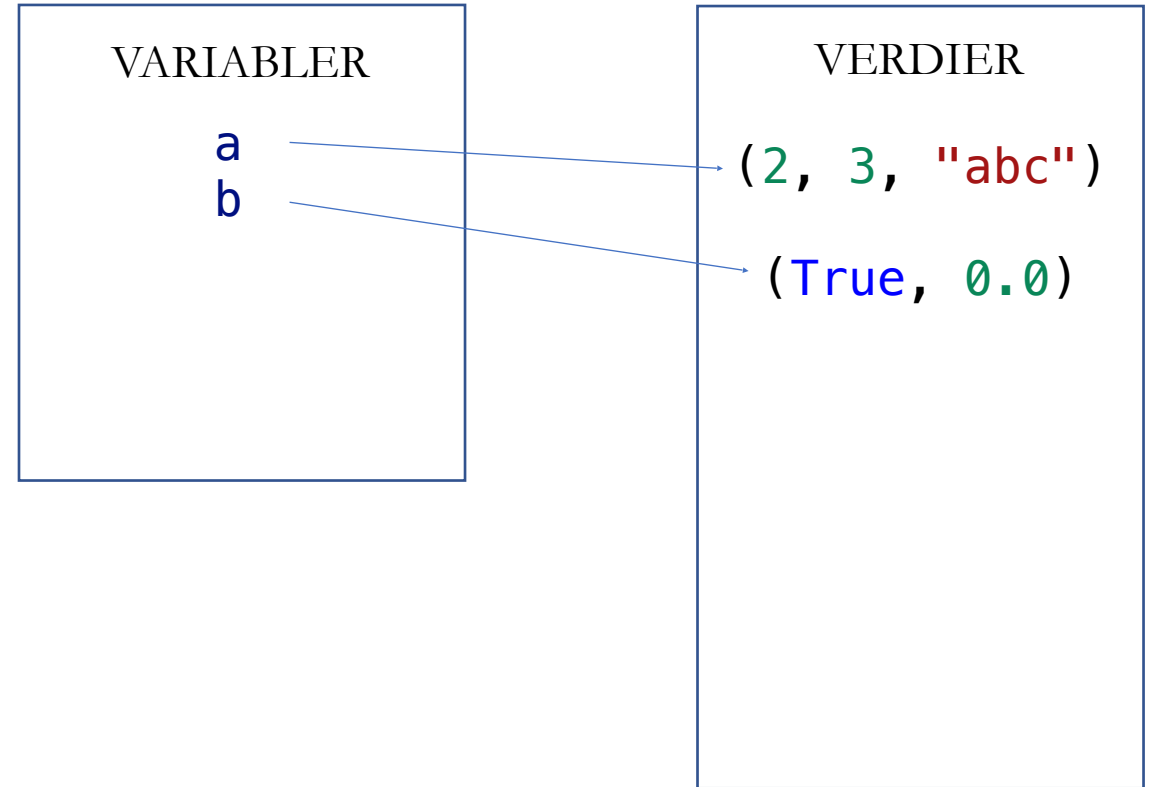 VARIABLER
a
b
VERDIER
(2, 3, "abc")
(True, 0.0)